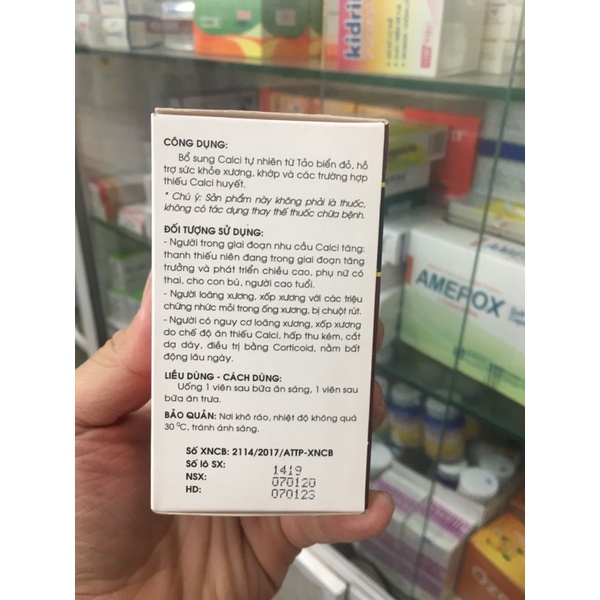 kidrin
CÔNG DỤNG:
Bổ sung Calci tự nhiên từ Tảo biển đỏ, hỗ
trợ sức khỏe xương, khớp và các trường hợp
thiếu Calci huyết.
* Chú ý: Sản phẩm này không phải là thuốc,
không có tác dụng thay thế thuốc chữa bệnh.
ĐỐI TƯỢNG SỬ DỤNG:
- Người trong giai đoạn nhu cầu Calci tăng:
thanh thiếu niên đang trong giai đoạn tăng
trưởng và phát triển chiều cao, phụ nữ có
thai, cho con bú, người cao tuổi.
- Người loãng xương, xốp xương với các triệu
chứng nhức mỏi trong ống xương, bị chuột rút.
- Người có nguy cơ loãng xương, xốp xương
do chế độ ăn thiếu Calci, hấp thu kém, cắt
dạ dày, điều trị bằng Corticoid, nằm bất
động lâu ngày.
LIỀU DÙNG - CÁCH DÙNG:
Uống 1 viên sau bữa ăn sáng, 1 viên sau
bữa ăn trưa.
BẢO QUẢN: Nơi khô ráo, nhiệt độ không quá
30 °C, tránh ánh sáng.
Số XNCB: 2114/2017/ATTP-XNCB
Số lô SX: 1419
NSX: 070120
HD: 070123
AMEFOX